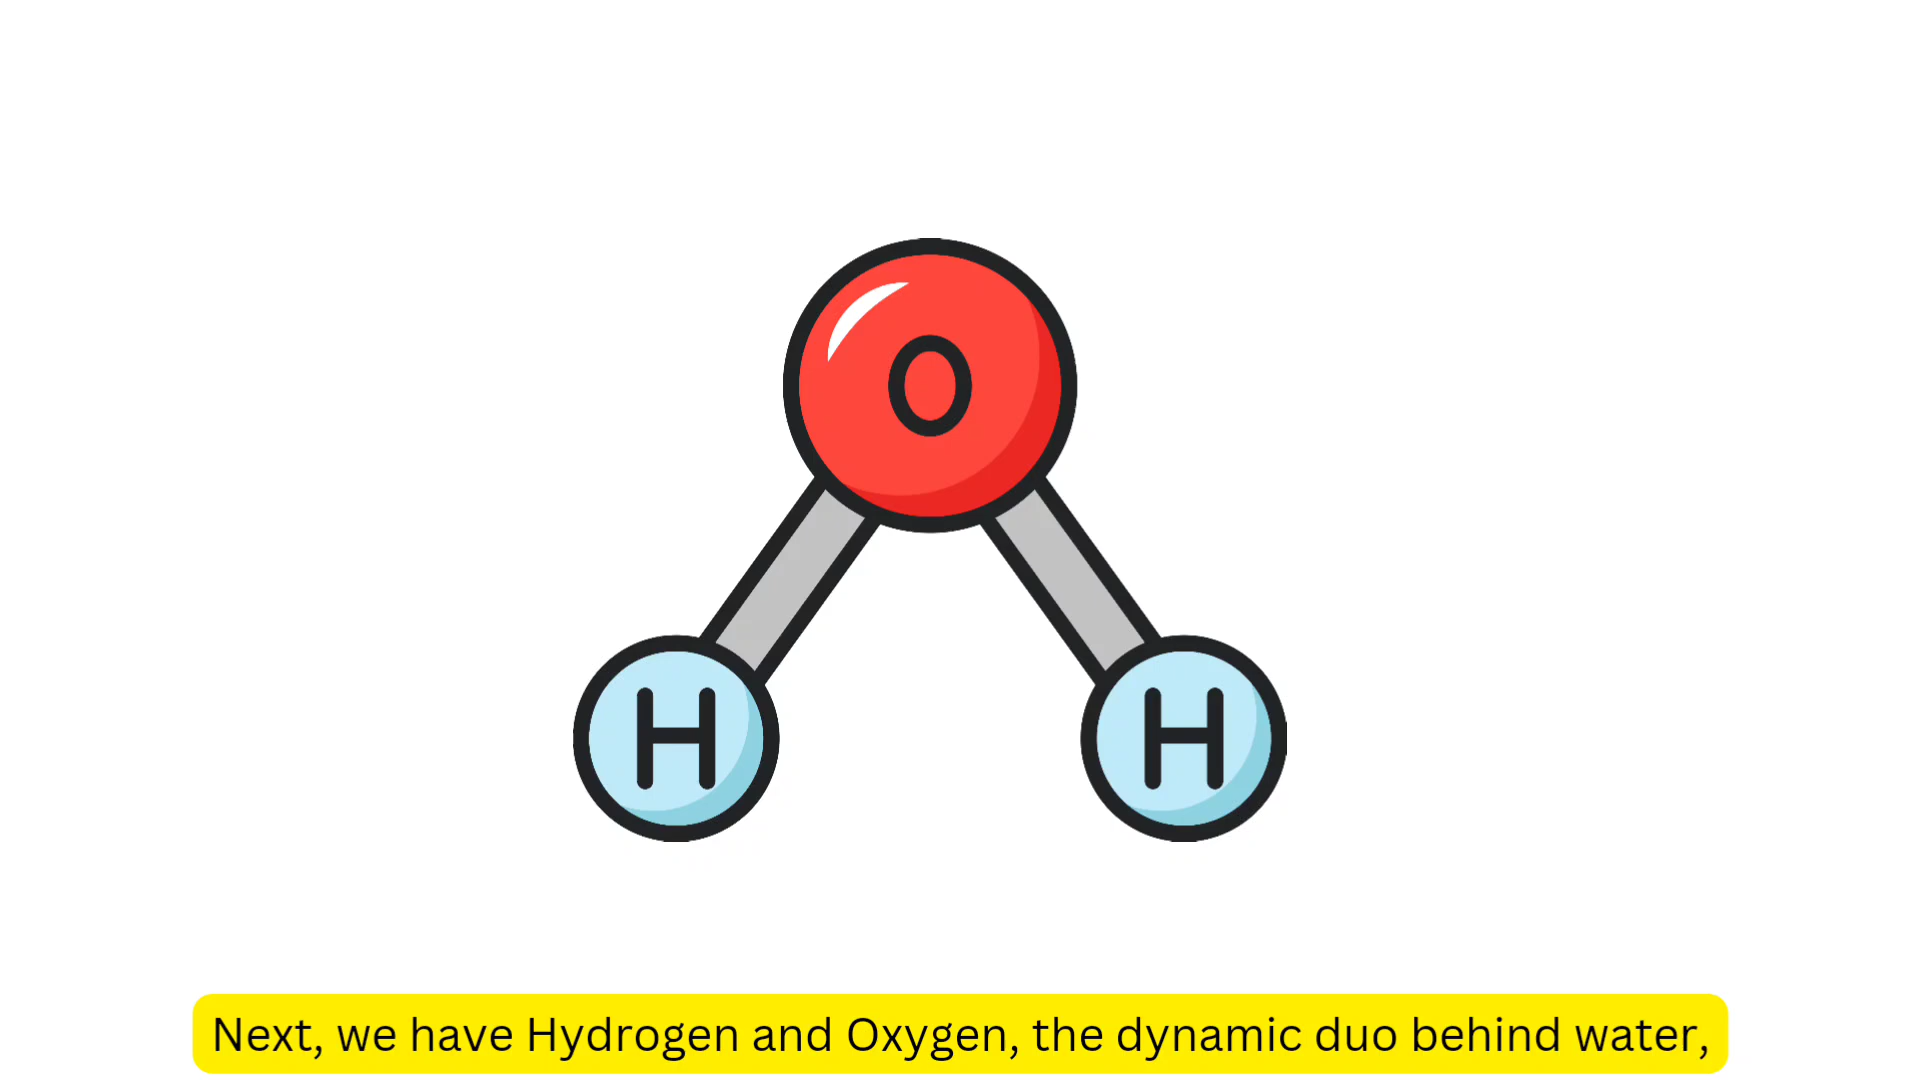 O
H H
Next, we have Hydrogen and Oxygen, the dynamic duo behind water,